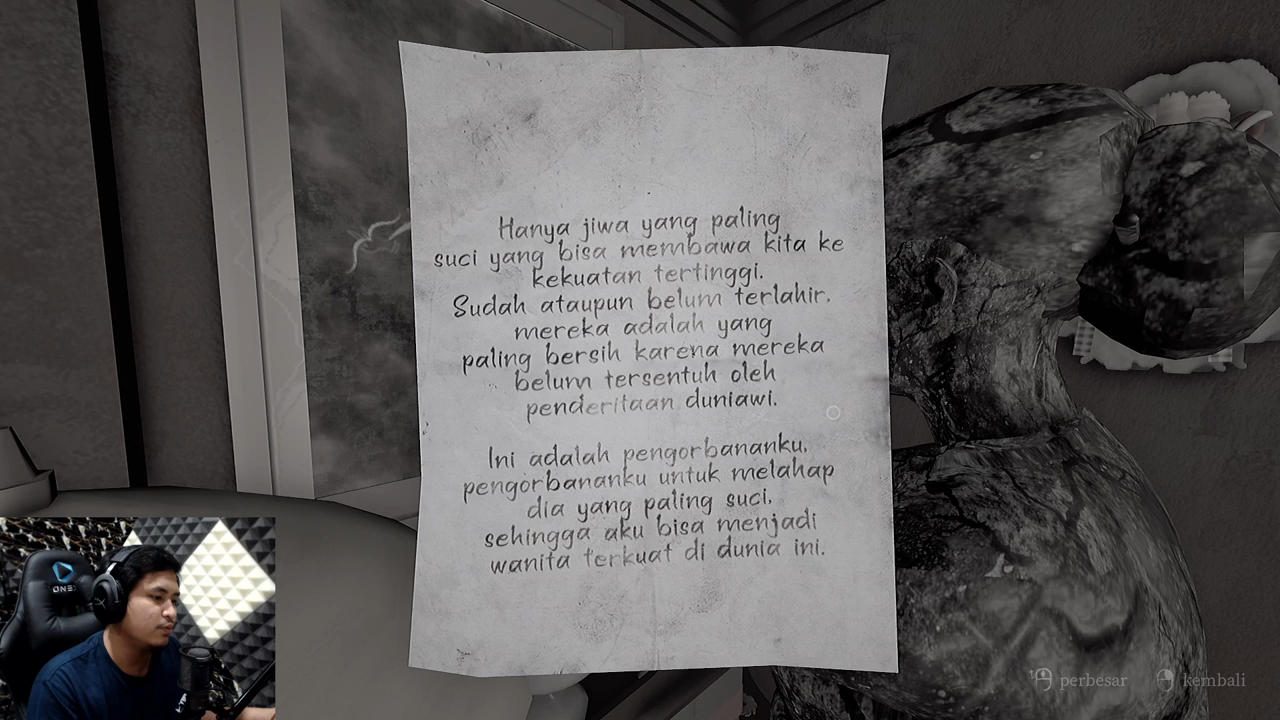 Hanya jiwa yang paling
suci yang bisa membawa kita ke
kekuatan tertinggi.
Sudah ataupun belum terlahir.
mereka adalah yang
paling bersih karena mereka
belum tersentuh oleh
penderitaan duniawi.
Ini adalah pengorbananku.
pengorbananku untuk melahap
dia yang paling suci.
sehingga aku bisa menjadi
wanita terkuat di dunia ini.
ONE
perbesar
kembali